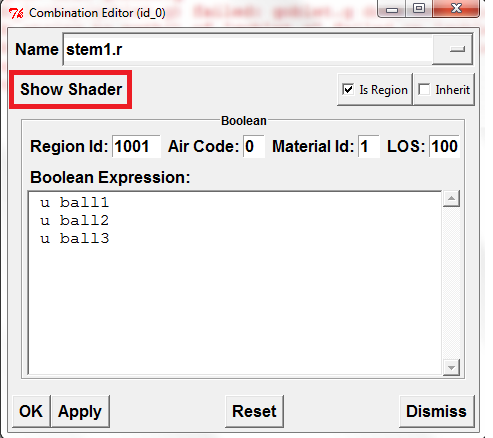 Combination Editor (id_0)
Name stem1.r
Show Shader Is Region Inherit
Boolean
Region Id: 1001 Air Code: 0 Material Id: 1 LOS: 100
Boolean Expression:
u ball1
u ball2
u ball3
OK Apply Reset Dismiss